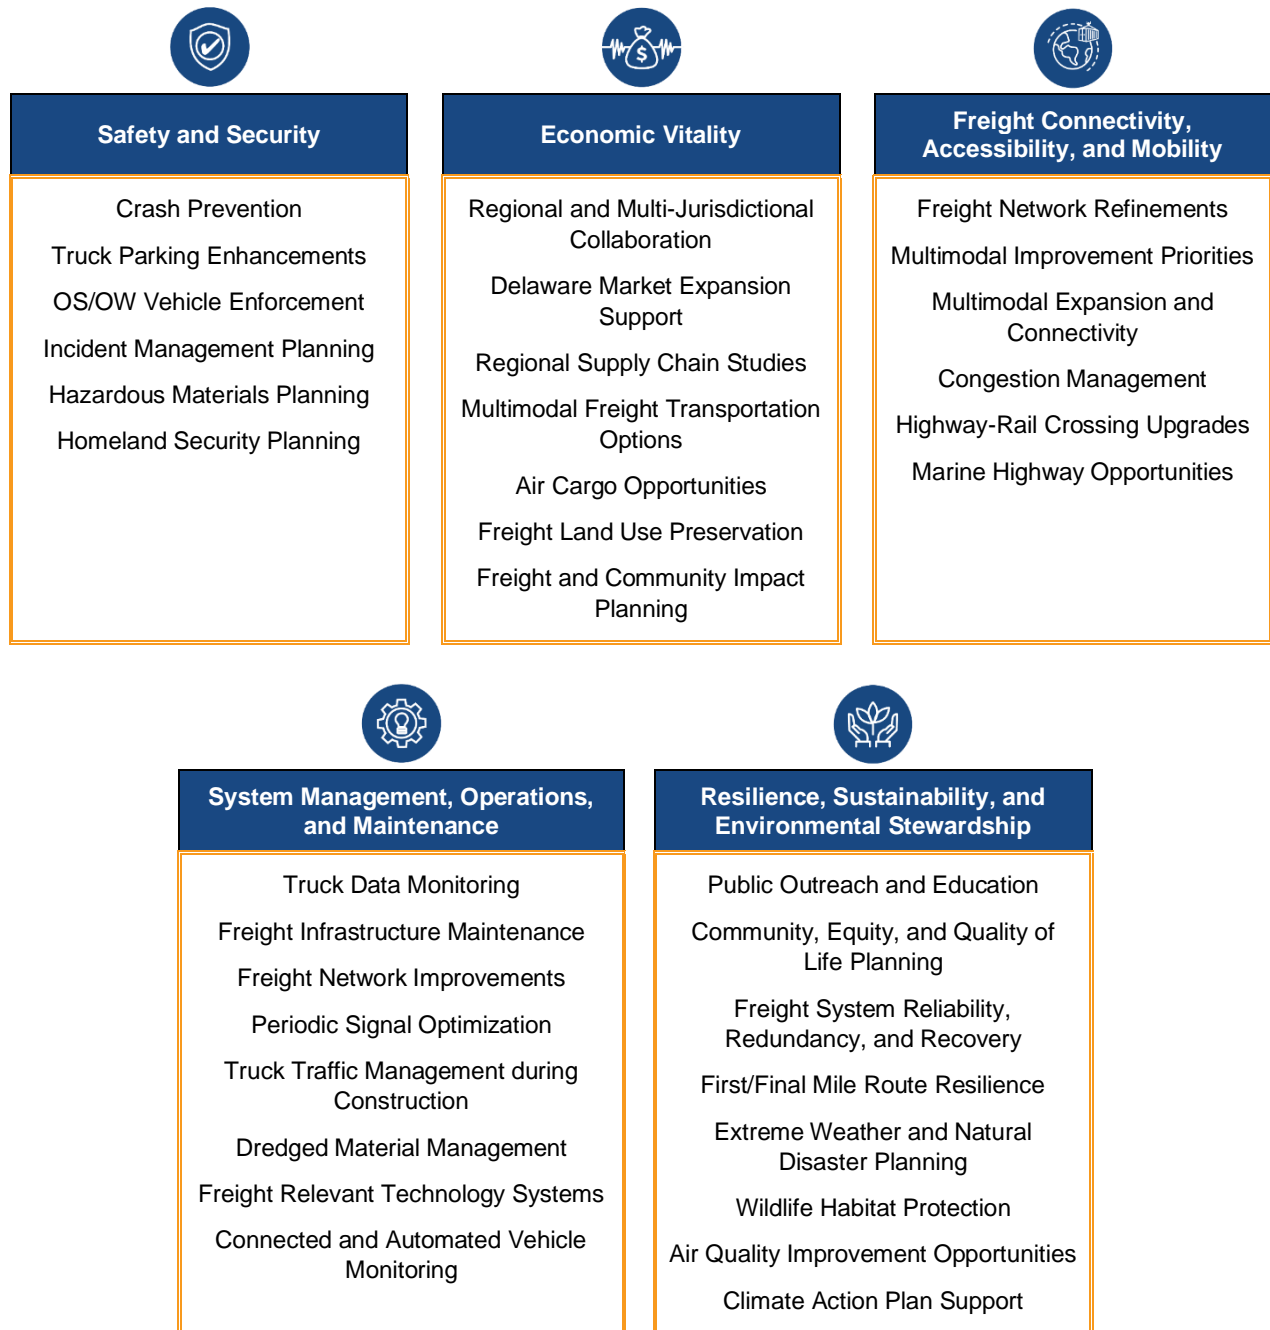 Safety and Security
Crash Prevention
Truck Parking Enhancements
OS/OW Vehicle Enforcement
Incident Management Planning
Hazardous Materials Planning
Homeland Security Planning
$
Economic Vitality
Regional and Multi-Jurisdictional
Collaboration
Delaware Market Expansion
Support
Regional Supply Chain Studies
Multimodal Freight Transportation
Options
Air Cargo Opportunities
Freight Land Use Preservation
Freight and Community Impact
Planning
Freight Connectivity,
Accessibility, and Mobility
Freight Network Refinements
Multimodal Improvement Priorities
Multimodal Expansion and
Connectivity
Congestion Management
Highway-Rail Crossing Upgrades
Marine Highway Opportunities
System Management, Operations,
and Maintenance
Truck Data Monitoring
Freight Infrastructure Maintenance
Freight Network Improvements
Periodic Signal Optimization
Truck Traffic Management during
Construction
Dredged Material Management
Freight Relevant Technology Systems
Connected and Automated Vehicle
Monitoring
Resilience, Sustainability, and
Environmental Stewardship
Public Outreach and Education
Community, Equity, and Quality of
Life Planning
Freight System Reliability,
Redundancy, and Recovery
First/Final Mile Route Resilience
Extreme Weather and Natural
Disaster Planning
Wildlife Habitat Protection
Air Quality Improvement Opportunities
Climate Action Plan Support